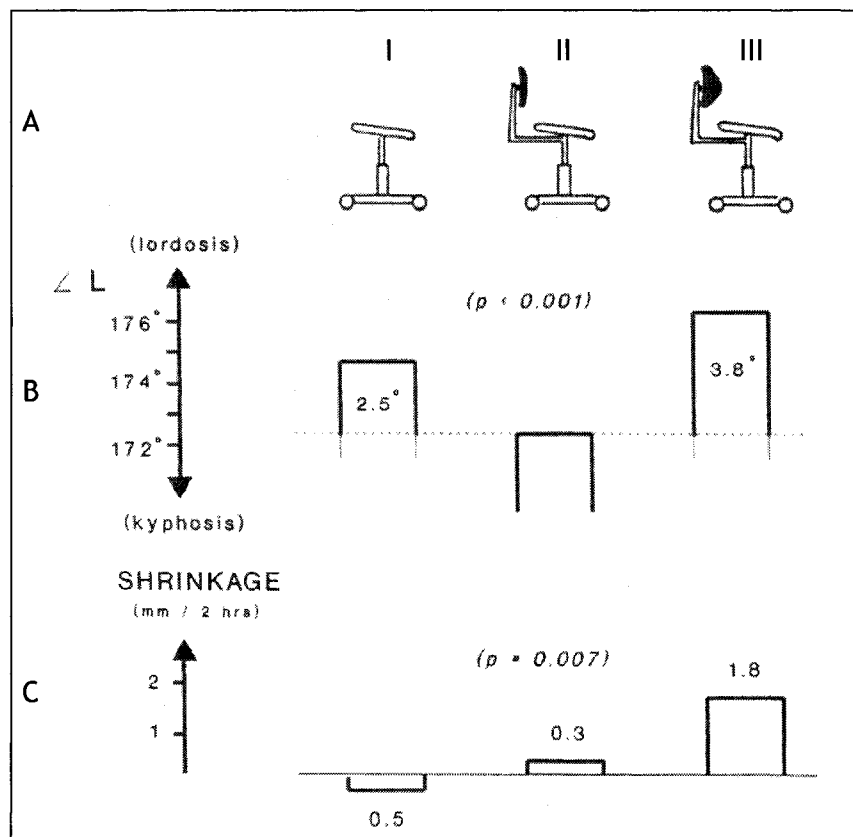 I II III
A
(lordosis)
∠ L
(p < 0.001)
176°
174°
172°
B
2.5°
3.8°
(kyphosis)
SHRINKAGE
(mm / 2 hrs)
(p = 0.007)
C
2
1
1.8
0.3
0.5